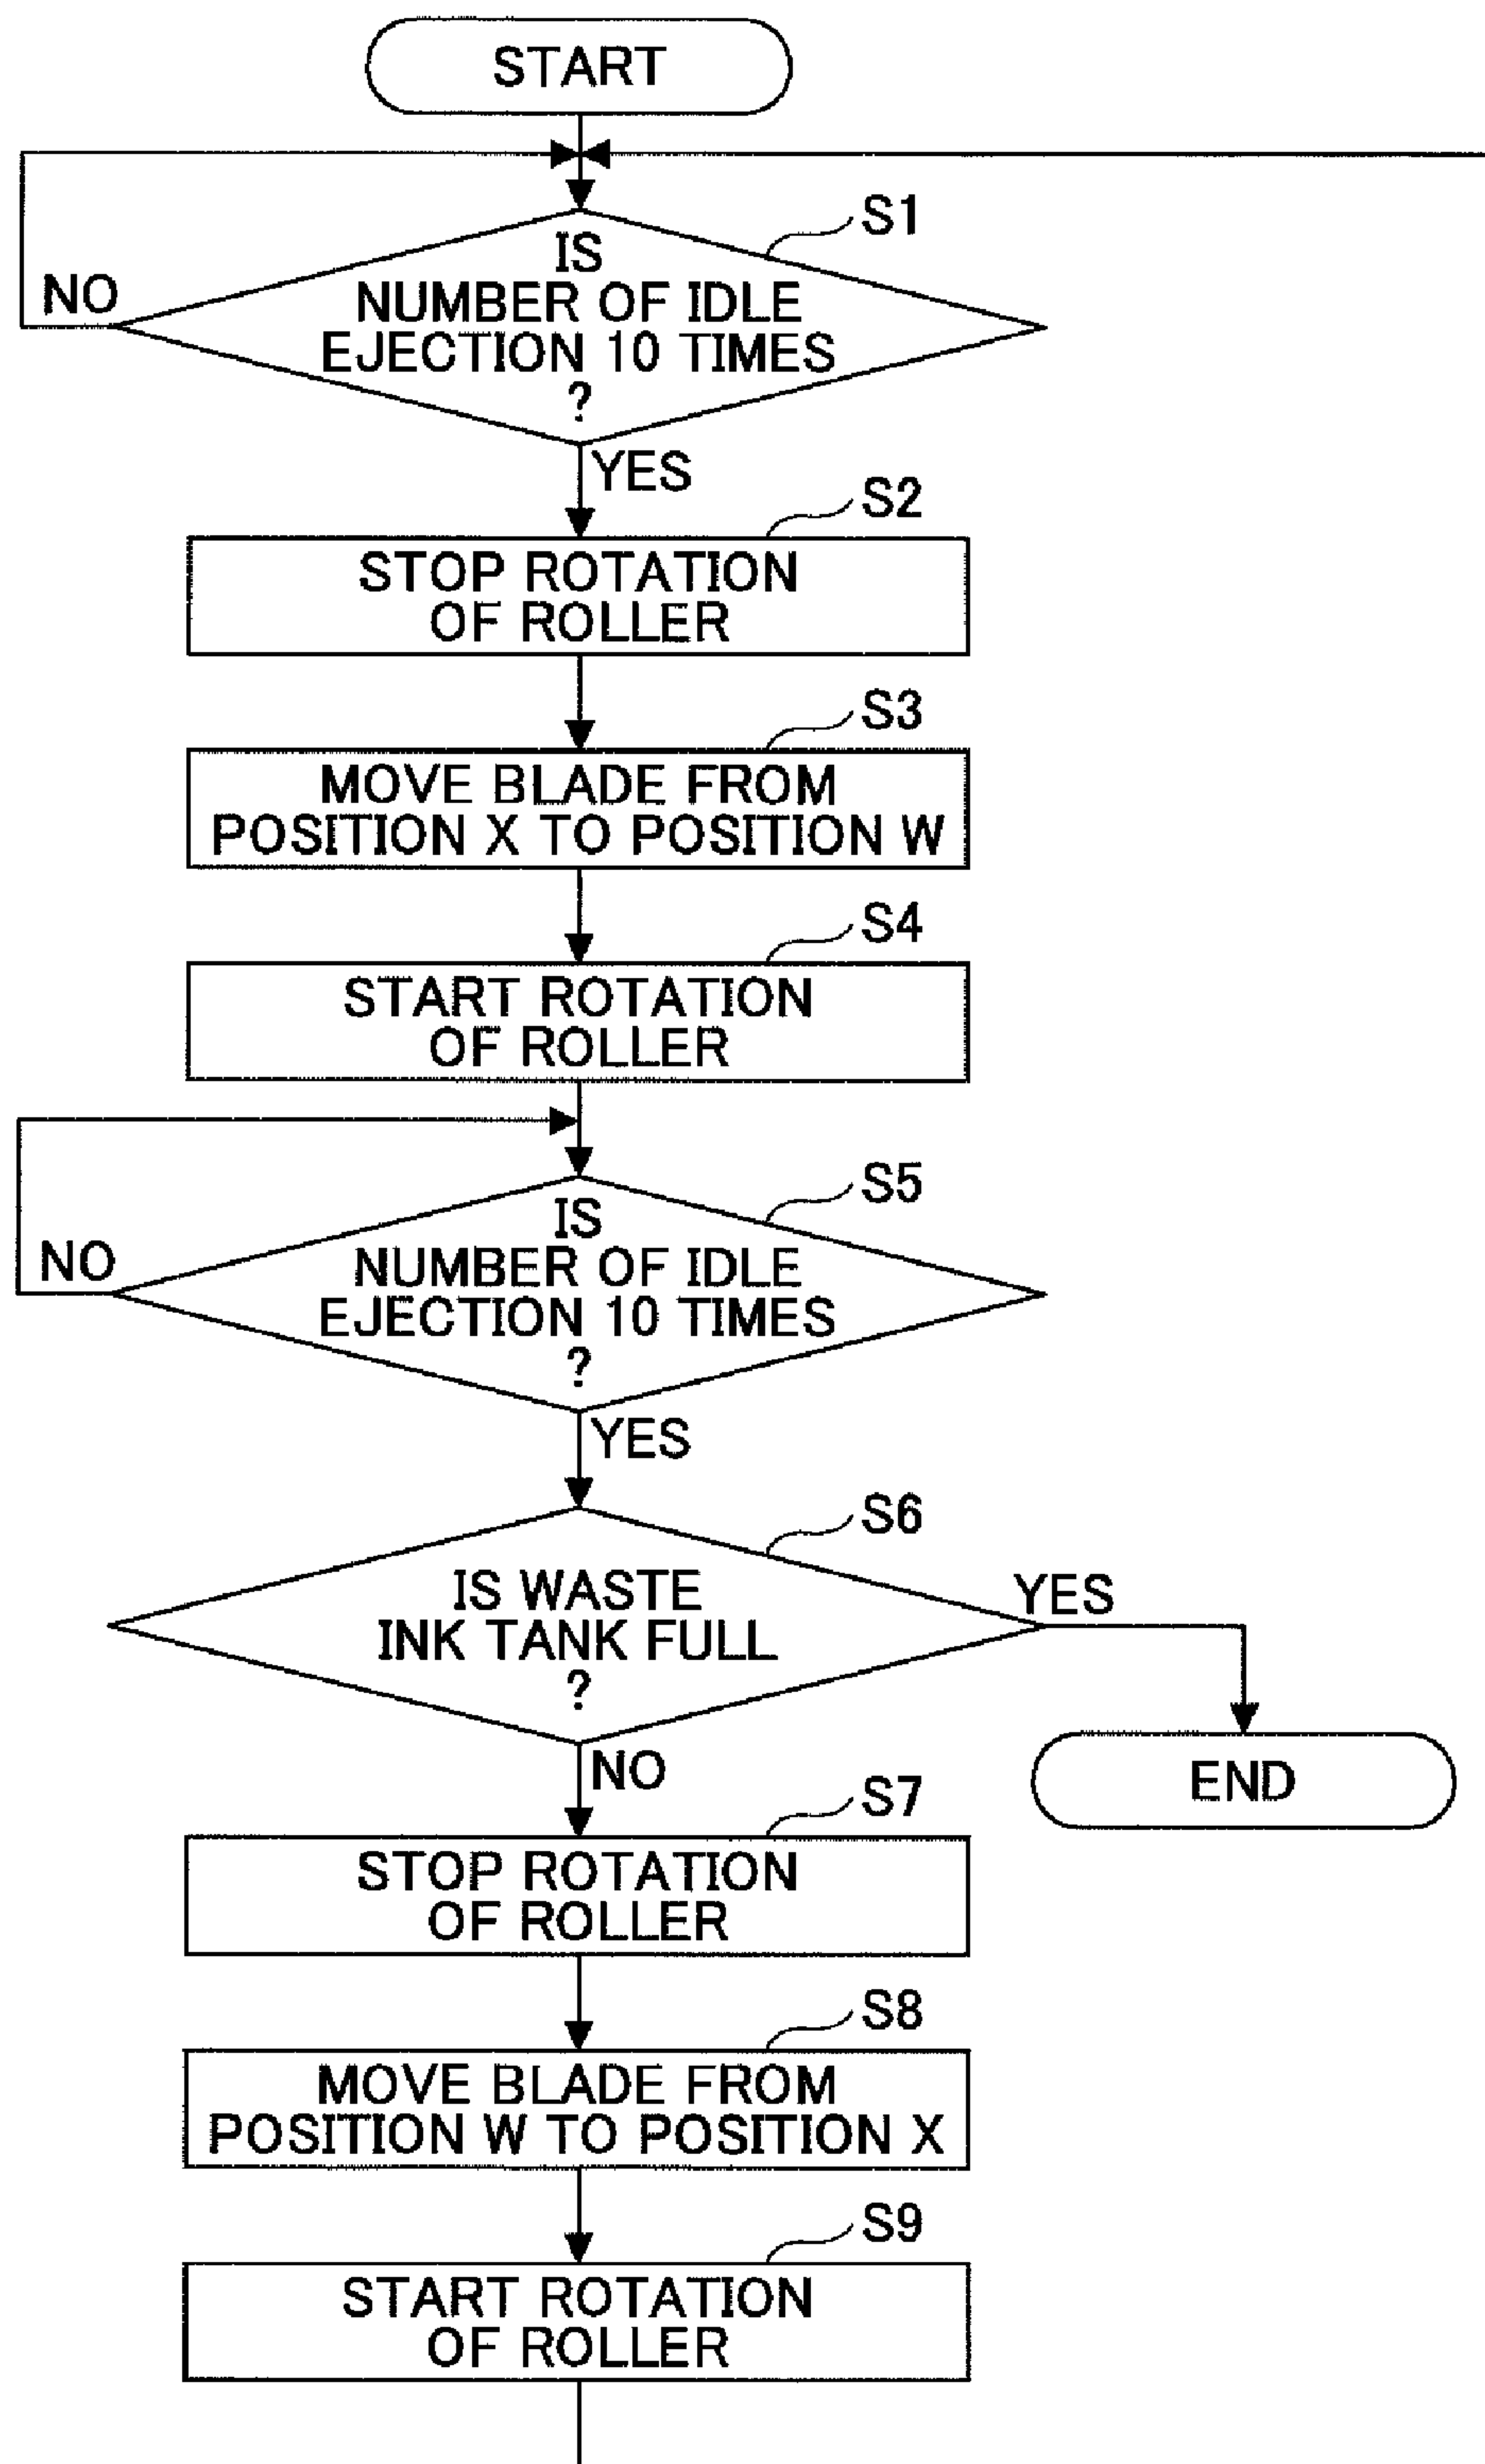 START
S1
IS
NUMBER OF IDLE
EJECTION 10 TIMES
?
NO
YES
S2
STOP ROTATION
OF ROLLER
S3
MOVE BLADE FROM
POSITION X TO POSITION W
S4
START ROTATION
OF ROLLER
S5
IS
NUMBER OF IDLE
EJECTION 10 TIMES
?
NO
YES
S6
IS WASTE
INK TANK FULL
?
YES
END
NO
S7
STOP ROTATION
OF ROLLER
S8
MOVE BLADE FROM
POSITION W TO POSITION X
S9
START ROTATION
OF ROLLER